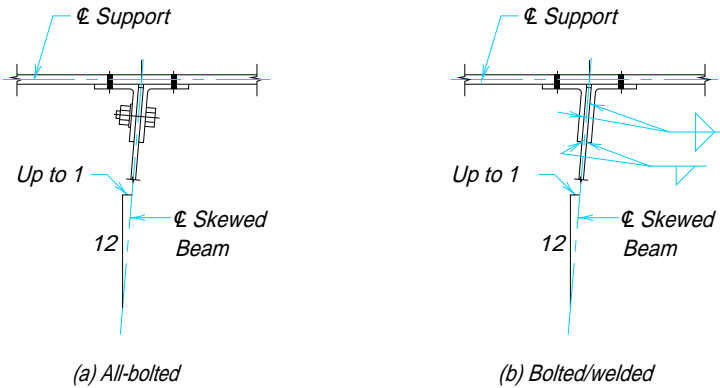 ℄ Support
℄ Support
Up to 1
Up to 1
℄ Skewed
Beam
℄ Skewed
Beam
12
12
(a) All-bolted
(b) Bolted/welded